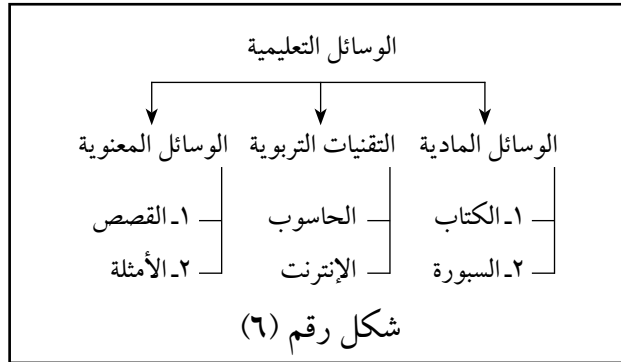 الوسائل التعليمية
الوسائل المادية التقنيات التربوية الوسائل المعنوية
١ـ الكتاب الحاسوب ١ـ القصص
٢ـ السبورة الإنترنت ٢ـ الأمثلة
شكل رقم (٦)